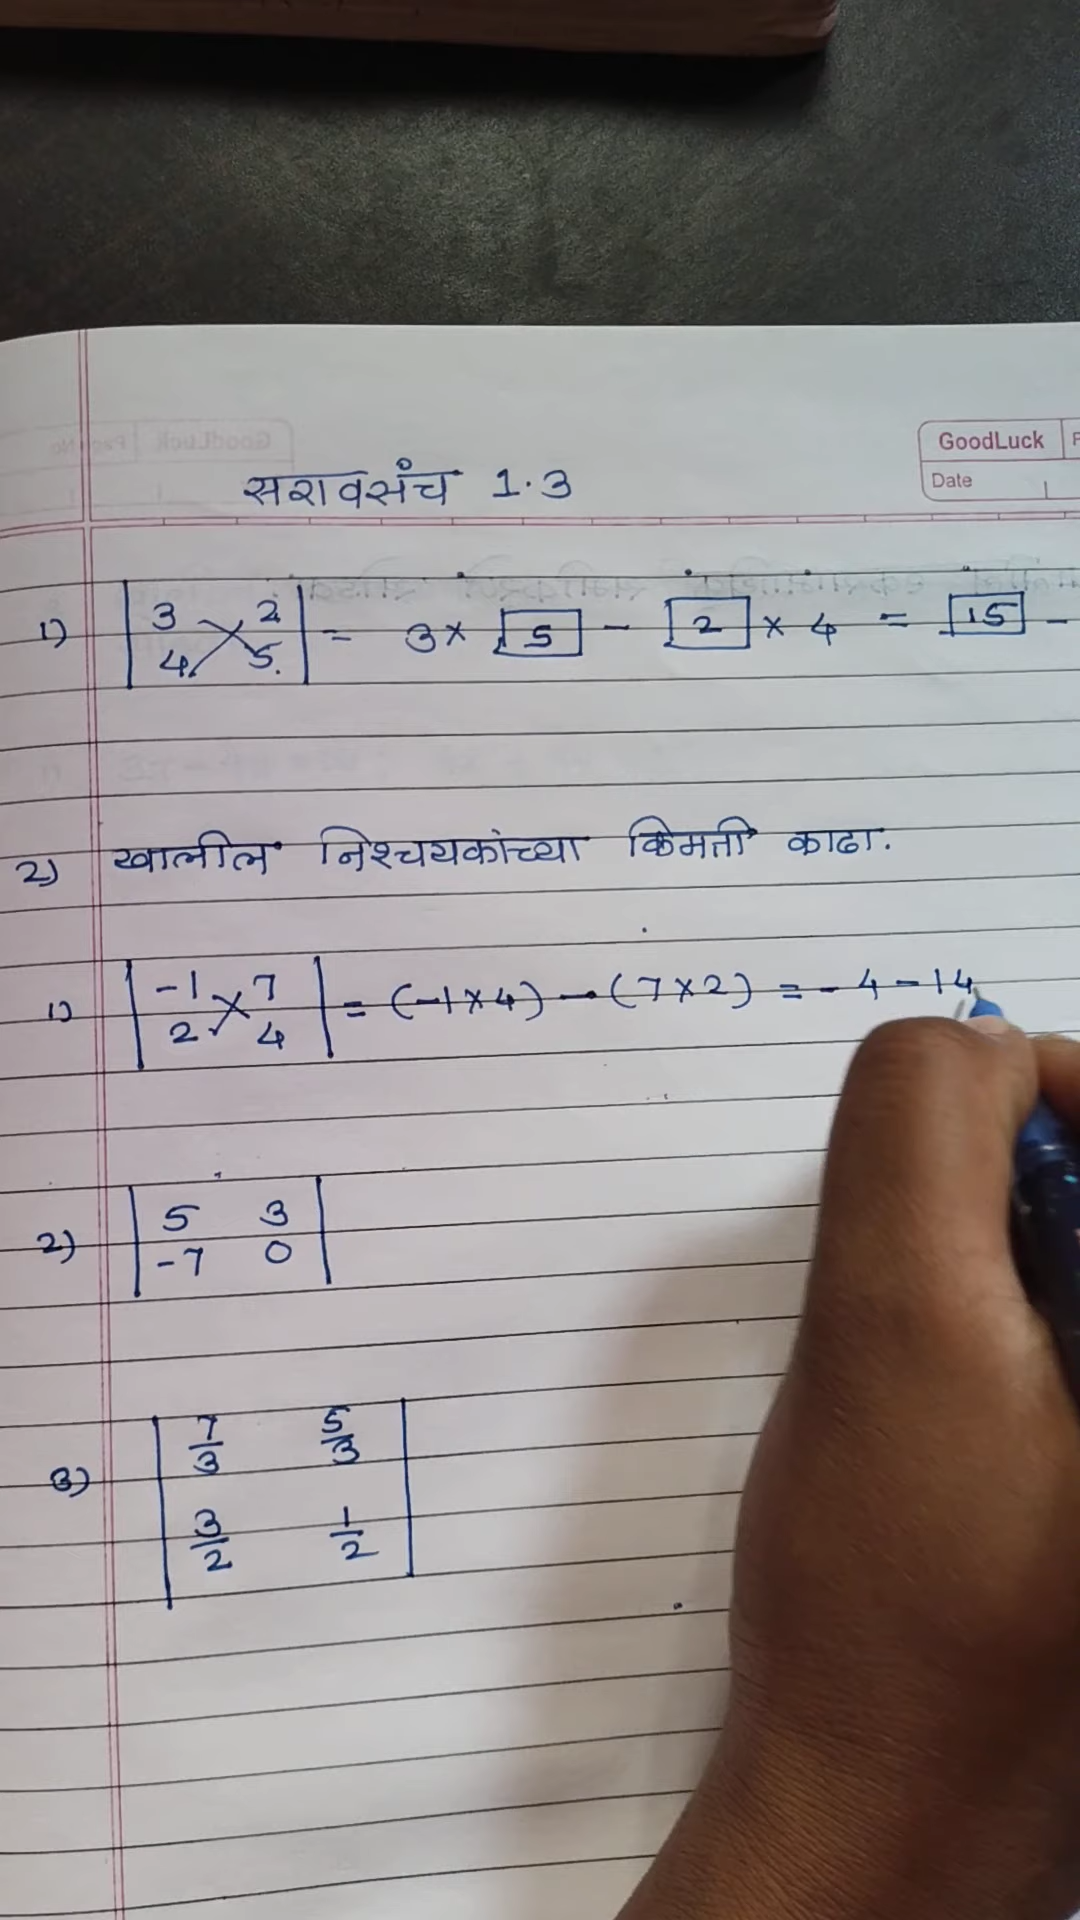 GoodLuck
Date
सरावसंच 1.3
1) | 3 2 | = 3 × 5 - 2 × 4 = 15 -
| 4 5 |
2) खालील निश्चयकांच्या किमती काढा.
1) | -1 7 | = (-1×4) - (7×2) = -4-14
| 2 4 |
2) | 5 3 |
| -7 0 |
3) | 7/3 5/3 |
| 3/2 1/2 |